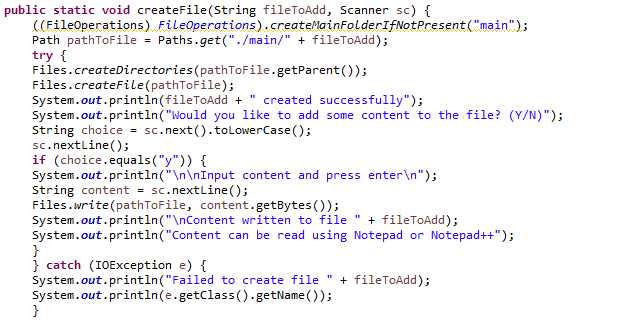 public static void createFile(String fileToAdd, Scanner sc) {
((FileOperations) FileOperations).createMainFolderIfNotPresent("main");
Path pathToFile = Paths.get("./main/" + fileToAdd);
try {
Files.createDirectories(pathToFile.getParent());
Files.createFile(pathToFile);
System.out.println(fileToAdd + " created successfully");
System.out.println("Would you like to add some content to the file? (Y/N)");
String choice = sc.next().toLowerCase();
sc.nextLine();
if (choice.equals("y")) {
System.out.println("\n\nInput content and press enter\n");
String content = sc.nextLine();
Files.write(pathToFile, content.getBytes());
System.out.println("\nContent written to file " + fileToAdd);
System.out.println("Content can be read using Notepad or Notepad++");
}
} catch (IOException e) {
System.out.println("Failed to create file " + fileToAdd);
System.out.println(e.getClass().getName());
}